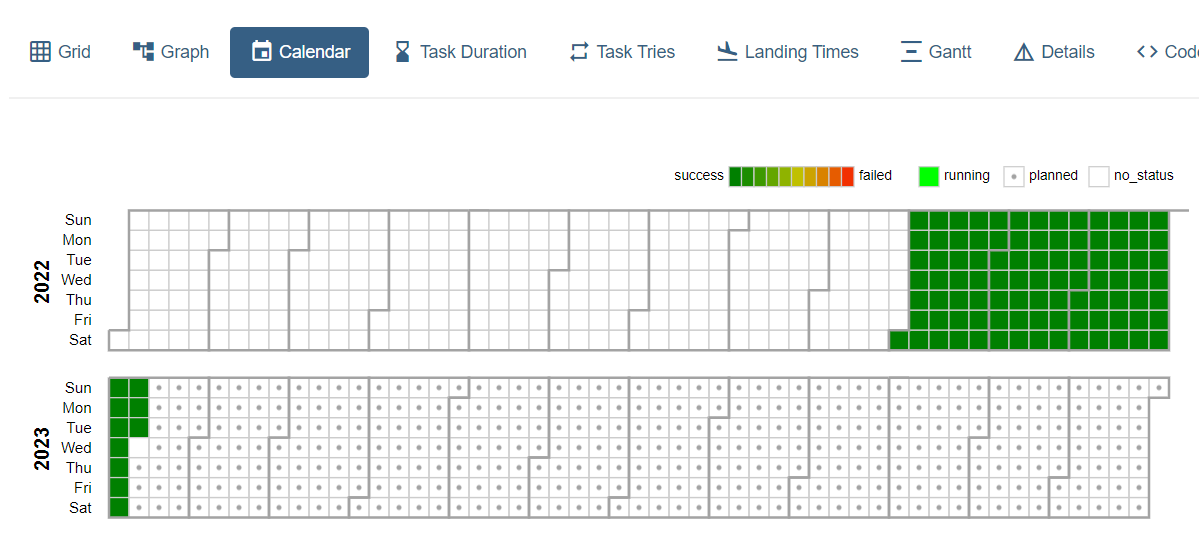 Grid Graph Calendar Task Duration Task Tries Landing Times Gantt Details <> Cod
success failed running planned no_status
2022
Sun
Mon
Tue
Wed
Thu
Fri
Sat
2023
Sun
Mon
Tue
Wed
Thu
Fri
Sat